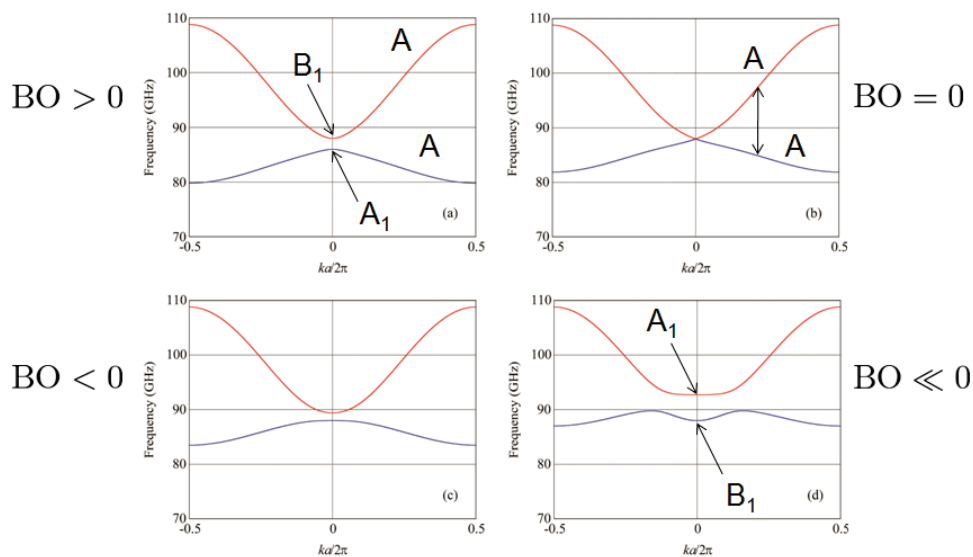 BO > 0
Frequency (GHz)
110
100
90
80
70
B₁
A
A
A₁
(a)
-0.5
0
0.5
ka/2π
BO = 0
Frequency (GHz)
110
100
90
80
70
A
A
(b)
-0.5
0
0.5
ka/2π
BO < 0
Frequency (GHz)
110
100
90
80
70
(c)
-0.5
0
0.5
ka/2π
BO ≪ 0
Frequency (GHz)
110
100
90
80
70
A₁
B₁
(d)
-0.5
0
0.5
ka/2π